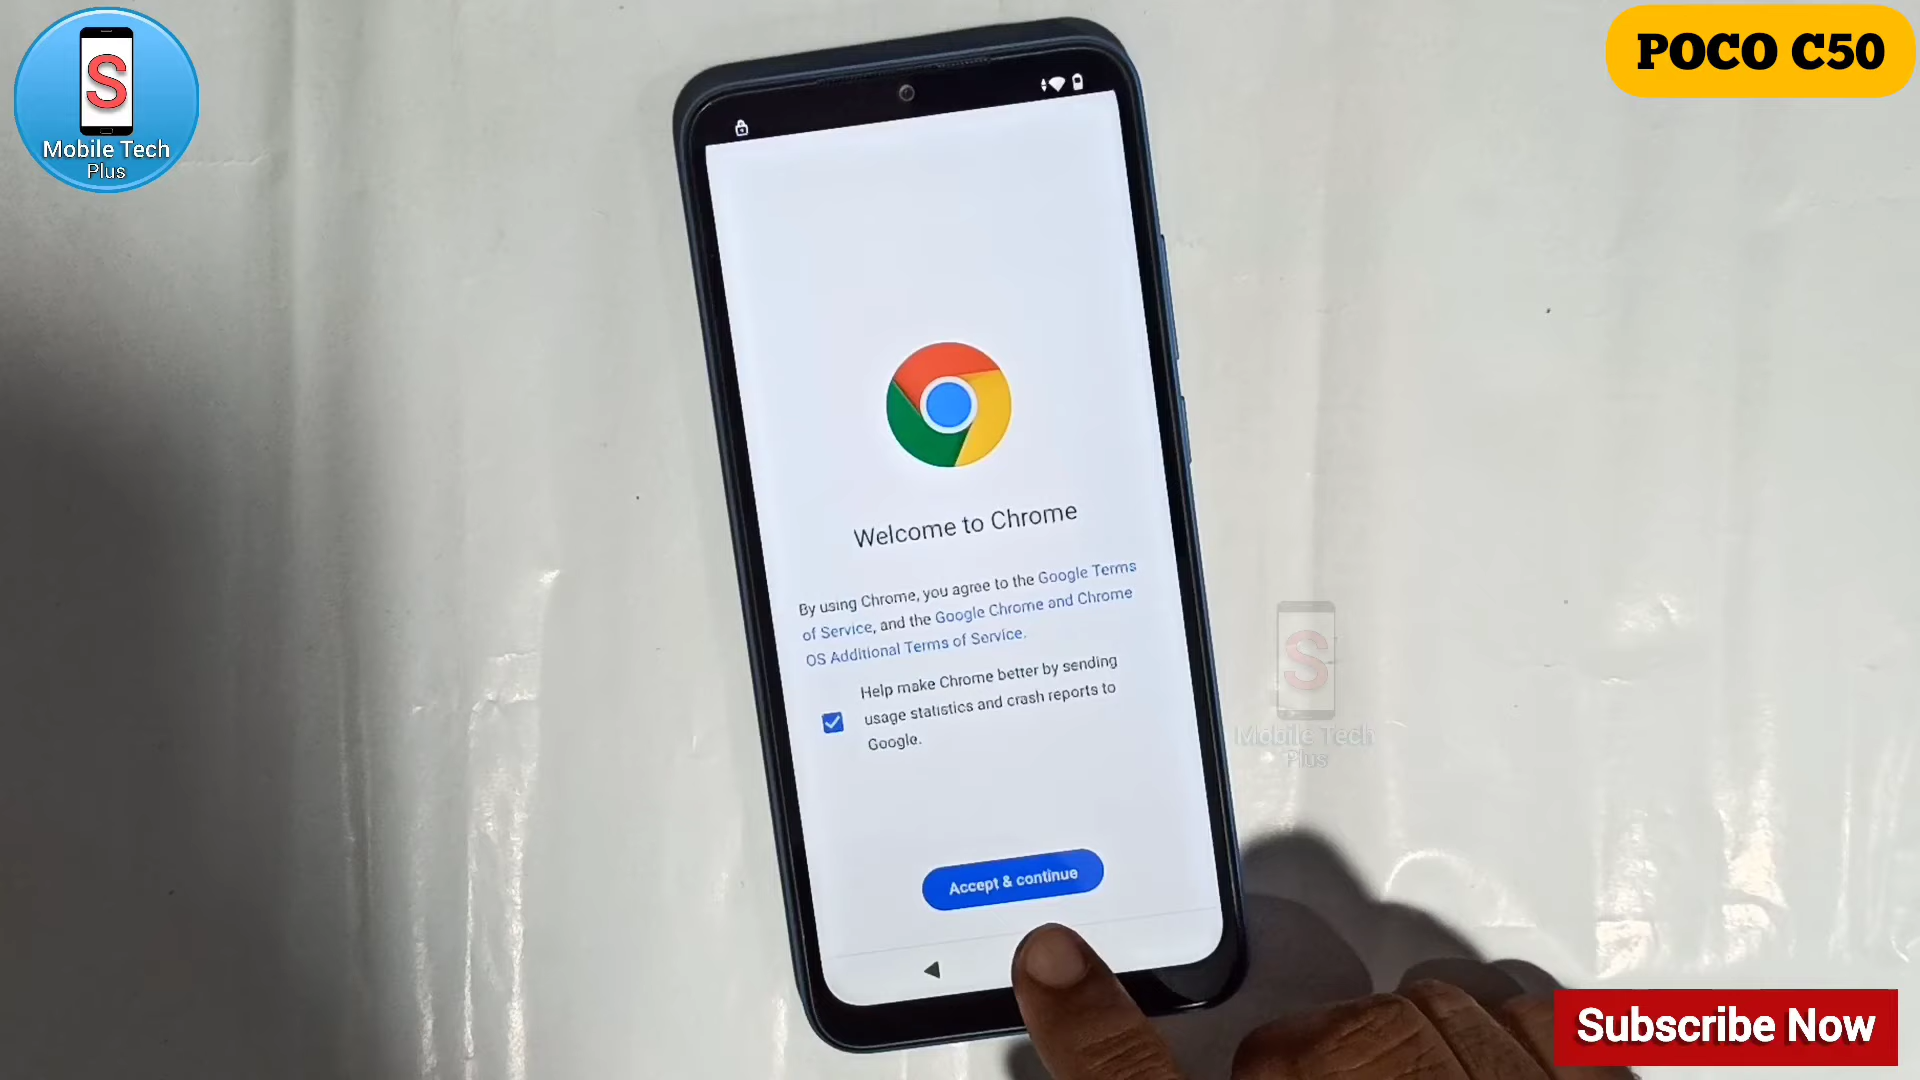 S
Mobile Tech
Plus
POCO C50
Welcome to Chrome
By using Chrome, you agree to the Google Terms
of Service, and the Google Chrome and Chrome
OS Additional Terms of Service.
Help make Chrome better by sending
usage statistics and crash reports to
Google.
Accept & continue
S
Mobile Tech
Plus
Subscribe Now